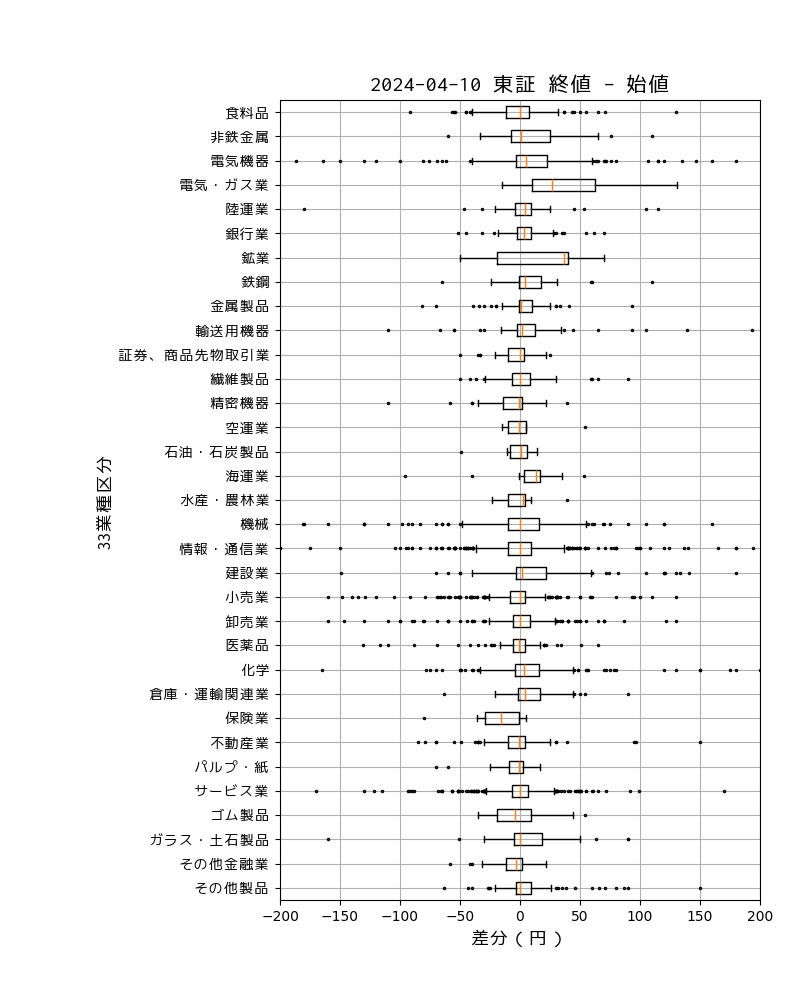 2024-04-10 東証 終値 - 始値
食料品
非鉄金属
電気機器
電気・ガス業
陸運業
銀行業
鉱業
鉄鋼
金属製品
輸送用機器
証券、商品先物取引業
繊維製品
精密機器
空運業
石油・石炭製品
海運業
水産・農林業
機械
情報・通信業
建設業
小売業
卸売業
医薬品
化学
倉庫・運輸関連業
保険業
不動産業
パルプ・紙
サービス業
ゴム製品
ガラス・土石製品
その他金融業
その他製品
33業種区分
−200 −150 −100 −50 0 50 100 150 200
差分 ( 円 )